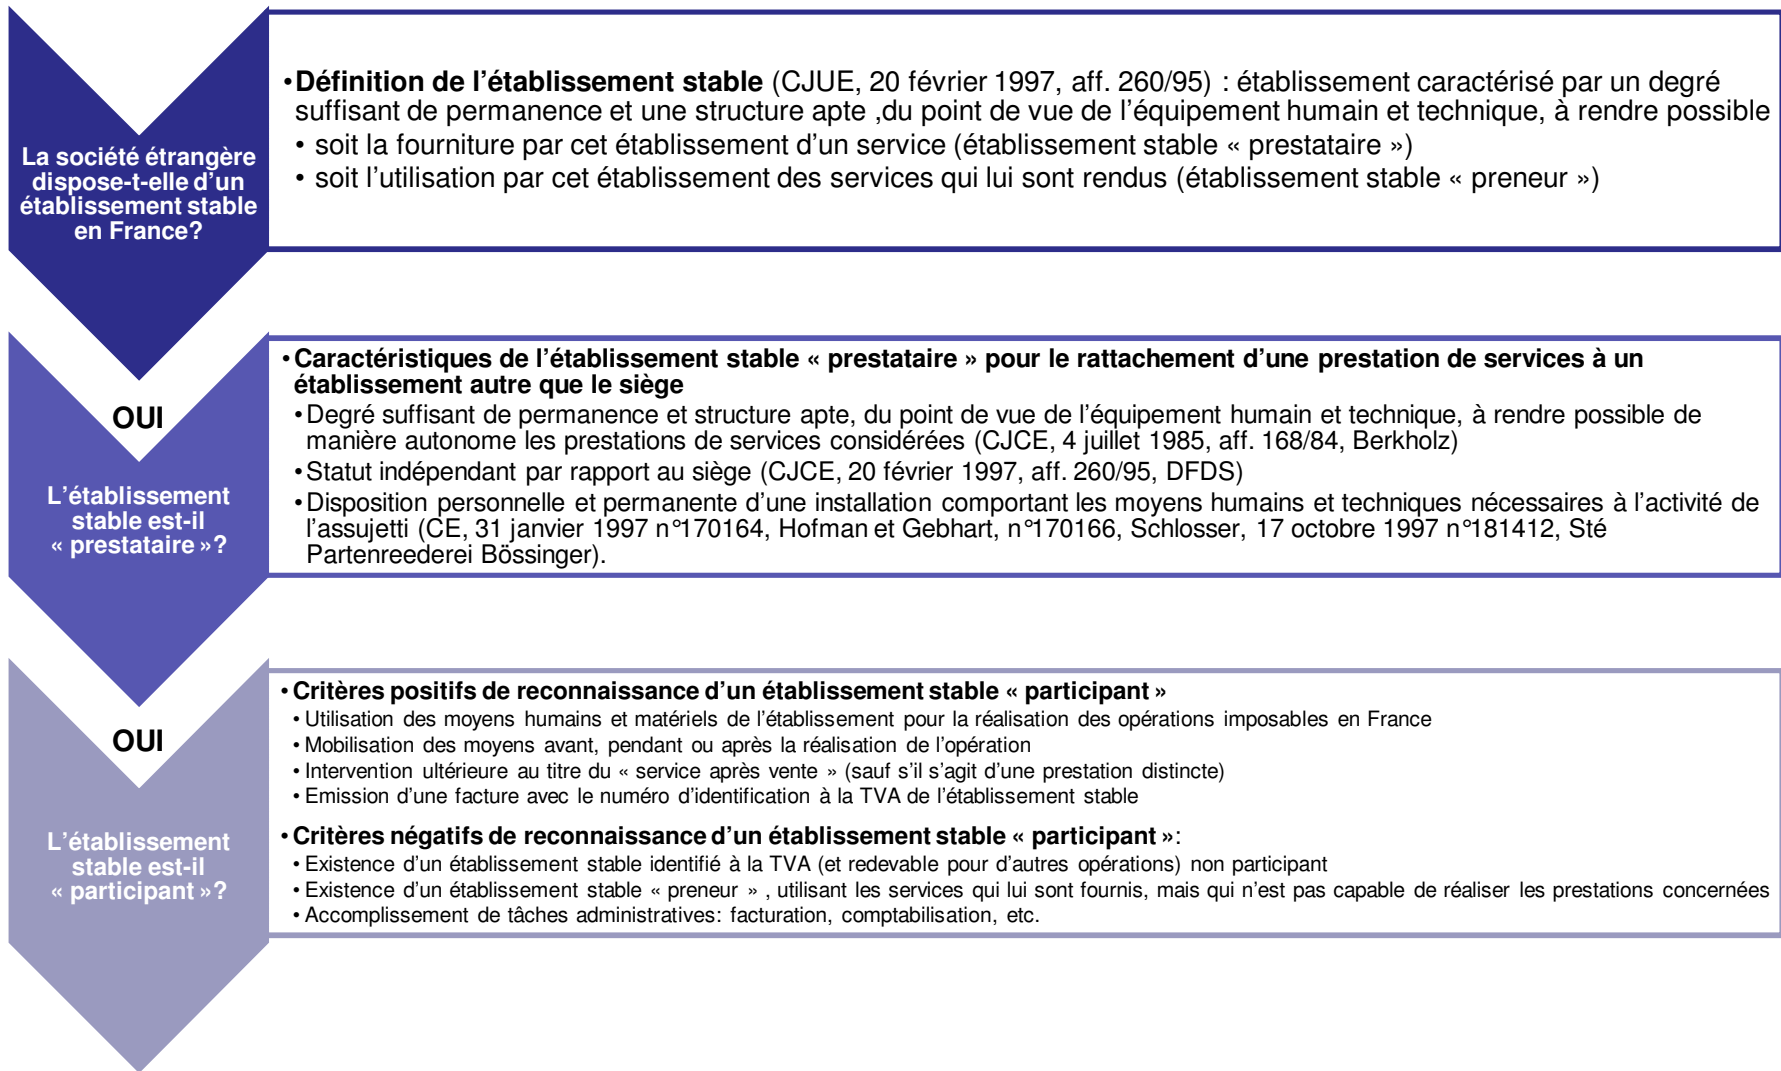 La société étrangère
dispose-t-elle d'un
établissement stable
en France?
•Définition de l'établissement stable (CJUE, 20 février 1997, aff. 260/95) : établissement caractérisé par un degré
suffisant de permanence et une structure apte ,du point de vue de l'équipement humain et technique, à rendre possible
• soit la fourniture par cet établissement d'un service (établissement stable « prestataire »)
• soit l'utilisation par cet établissement des services qui lui sont rendus (établissement stable « preneur »)
OUI
L'établissement
stable est-il
« prestataire »?
•Caractéristiques de l'établissement stable « prestataire » pour le rattachement d'une prestation de services à un
établissement autre que le siège
•Degré suffisant de permanence et structure apte, du point de vue de l'équipement humain et technique, à rendre possible de
manière autonome les prestations de services considérées (CJCE, 4 juillet 1985, aff. 168/84, Berkholz)
•Statut indépendant par rapport au siège (CJCE, 20 février 1997, aff. 260/95, DFDS)
•Disposition personnelle et permanente d'une installation comportant les moyens humains et techniques nécessaires à l'activité de
l'assujetti (CE, 31 janvier 1997 n°170164, Hofman et Gebhart, n°170166, Schlosser, 17 octobre 1997 n°181412, Sté
Partenreederei Bössinger).
OUI
L'établissement
stable est-il
« participant »?
•Critères positifs de reconnaissance d'un établissement stable « participant »
• Utilisation des moyens humains et matériels de l'établissement pour la réalisation des opérations imposables en France
• Mobilisation des moyens avant, pendant ou après la réalisation de l'opération
• Intervention ultérieure au titre du « service après vente » (sauf s'il s'agit d'une prestation distincte)
• Emission d'une facture avec le numéro d'identification à la TVA de l'établissement stable
•Critères négatifs de reconnaissance d'un établissement stable « participant »:
• Existence d'un établissement stable identifié à la TVA (et redevable pour d'autres opérations) non participant
• Existence d'un établissement stable « preneur » , utilisant les services qui lui sont fournis, mais qui n'est pas capable de réaliser les prestations concernées
• Accomplissement de tâches administratives: facturation, comptabilisation, etc.